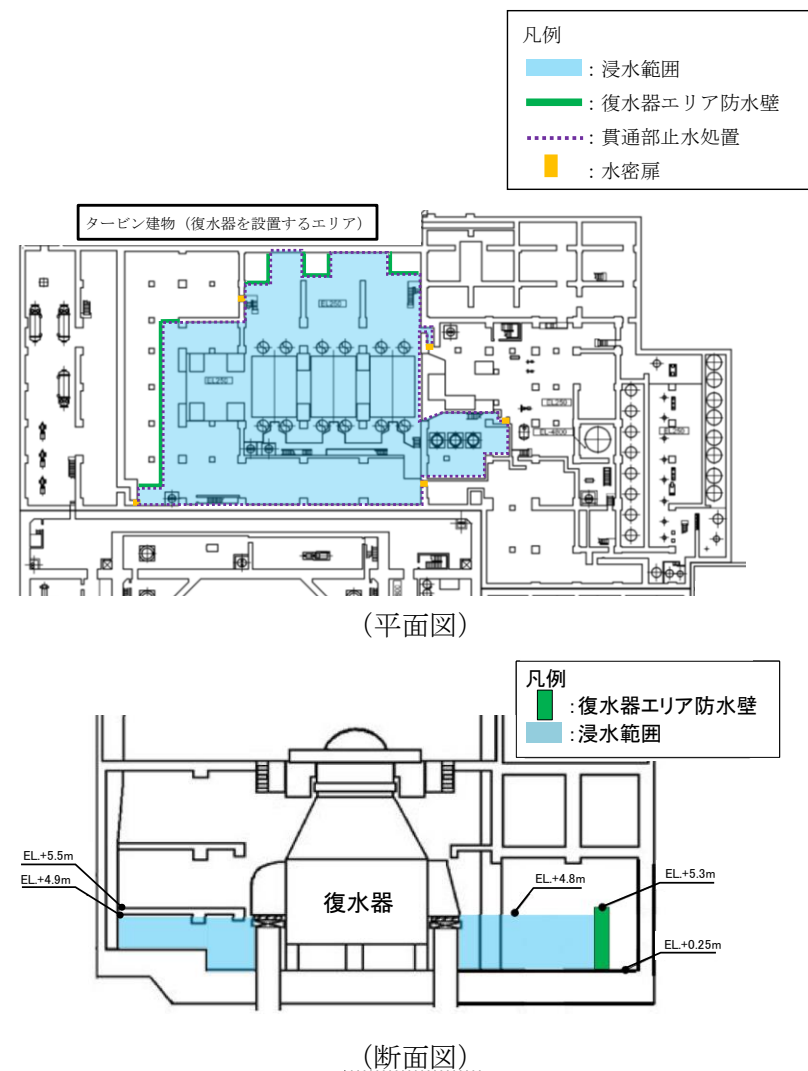 凡例
：浸水範囲
：復水器エリア防水壁
：貫通部止水処置
：水密扉
タービン建物（復水器を設置するエリア）
EL250
EL250
EL250
EL-4800
EL250
（平面図）
凡例
：復水器エリア防水壁
：浸水範囲
EL.+5.5m
EL.+4.9m
復水器
EL.+4.8m
EL.+5.3m
EL.+0.25m
（断面図）